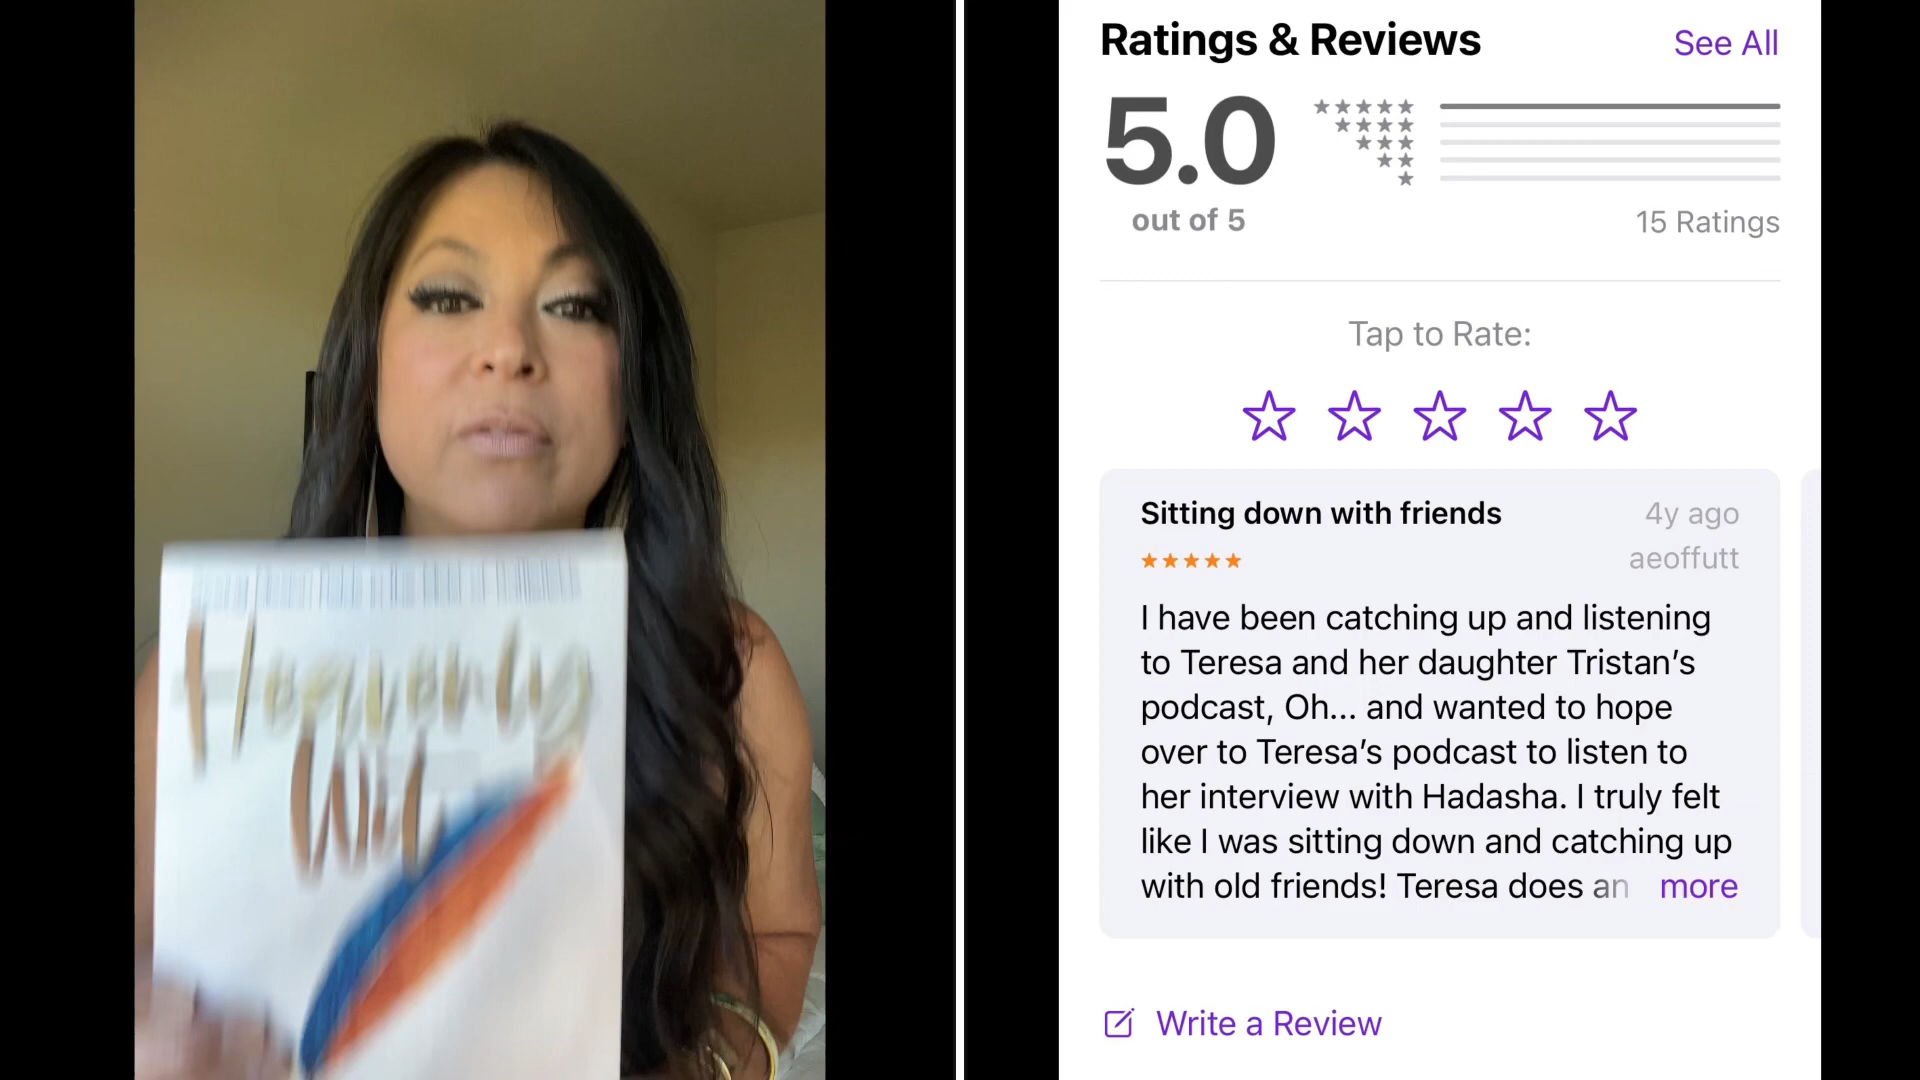 Ratings & Reviews
See All
5.0
out of 5
15 Ratings
Tap to Rate:
Sitting down with friends
4y ago
aeoffutt
I have been catching up and listening
to Teresa and her daughter Tristan's
podcast, Oh... and wanted to hope
over to Teresa's podcast to listen to
her interview with Hadasha. I truly felt
like I was sitting down and catching up
with old friends! Teresa does an more
Write a Review